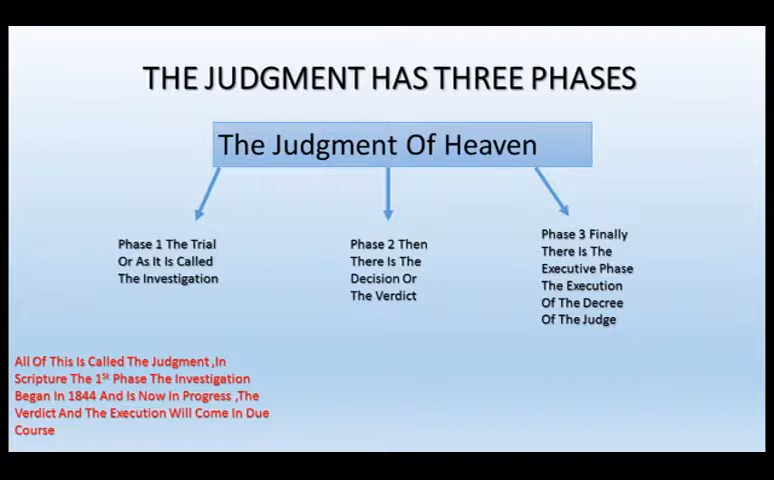 THE JUDGMENT HAS THREE PHASES
The Judgment Of Heaven
Phase 1 The Trial
Or As It Is Called
The Investigation
Phase 2 Then
There Is The
Decision Or
The Verdict
Phase 3 Finally
There Is The
Executive Phase
The Execution
Of The Decree
Of The Judge
All Of This Is Called The Judgment ,In
Scripture The 1St Phase The Investigation
Began In 1844 And Is Now In Progress ,The
Verdict And The Execution Will Come In Due
Course